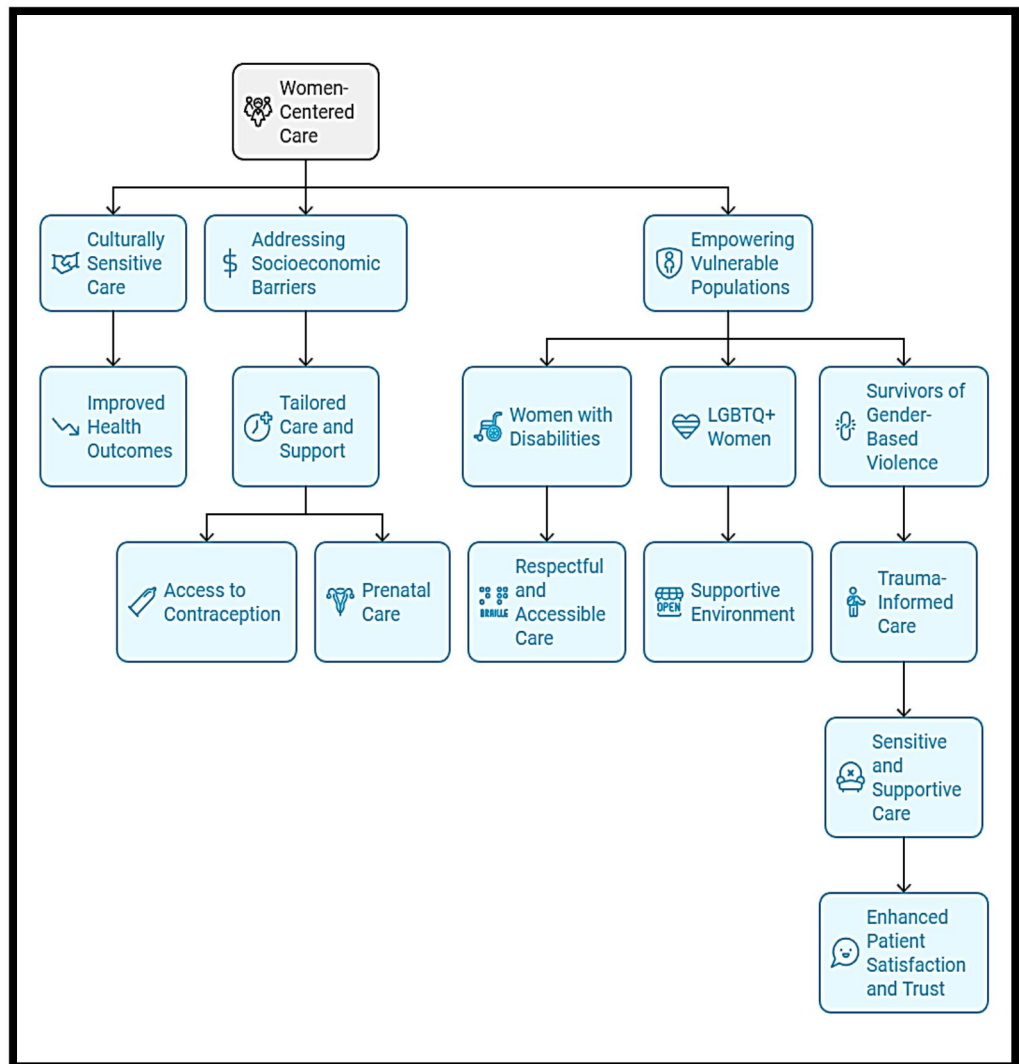 Women-
Centered
Care
Culturally
Sensitive
Care
Addressing
Socioeconomic
Barriers
Empowering
Vulnerable
Populations
Improved
Health
Outcomes
Tailored
Care and
Support
Women with
Disabilities
LGBTQ+
Women
Survivors of
Gender-
Based
Violence
Access to
Contraception
Prenatal
Care
BRAILLE
Respectful
and
Accessible
Care
OPEN
Supportive
Environment
Trauma-
Informed
Care
Sensitive
and
Supportive
Care
Enhanced
Patient
Satisfaction
and Trust